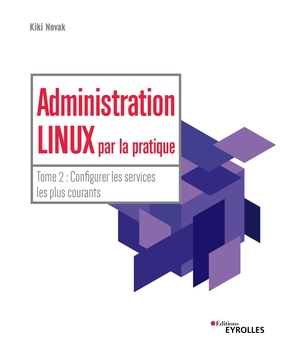 Kiki Novak
Administration
LINUX par la pratique
Tome 2 : Configurer les services
les plus courants
Éditions
EYROLLES